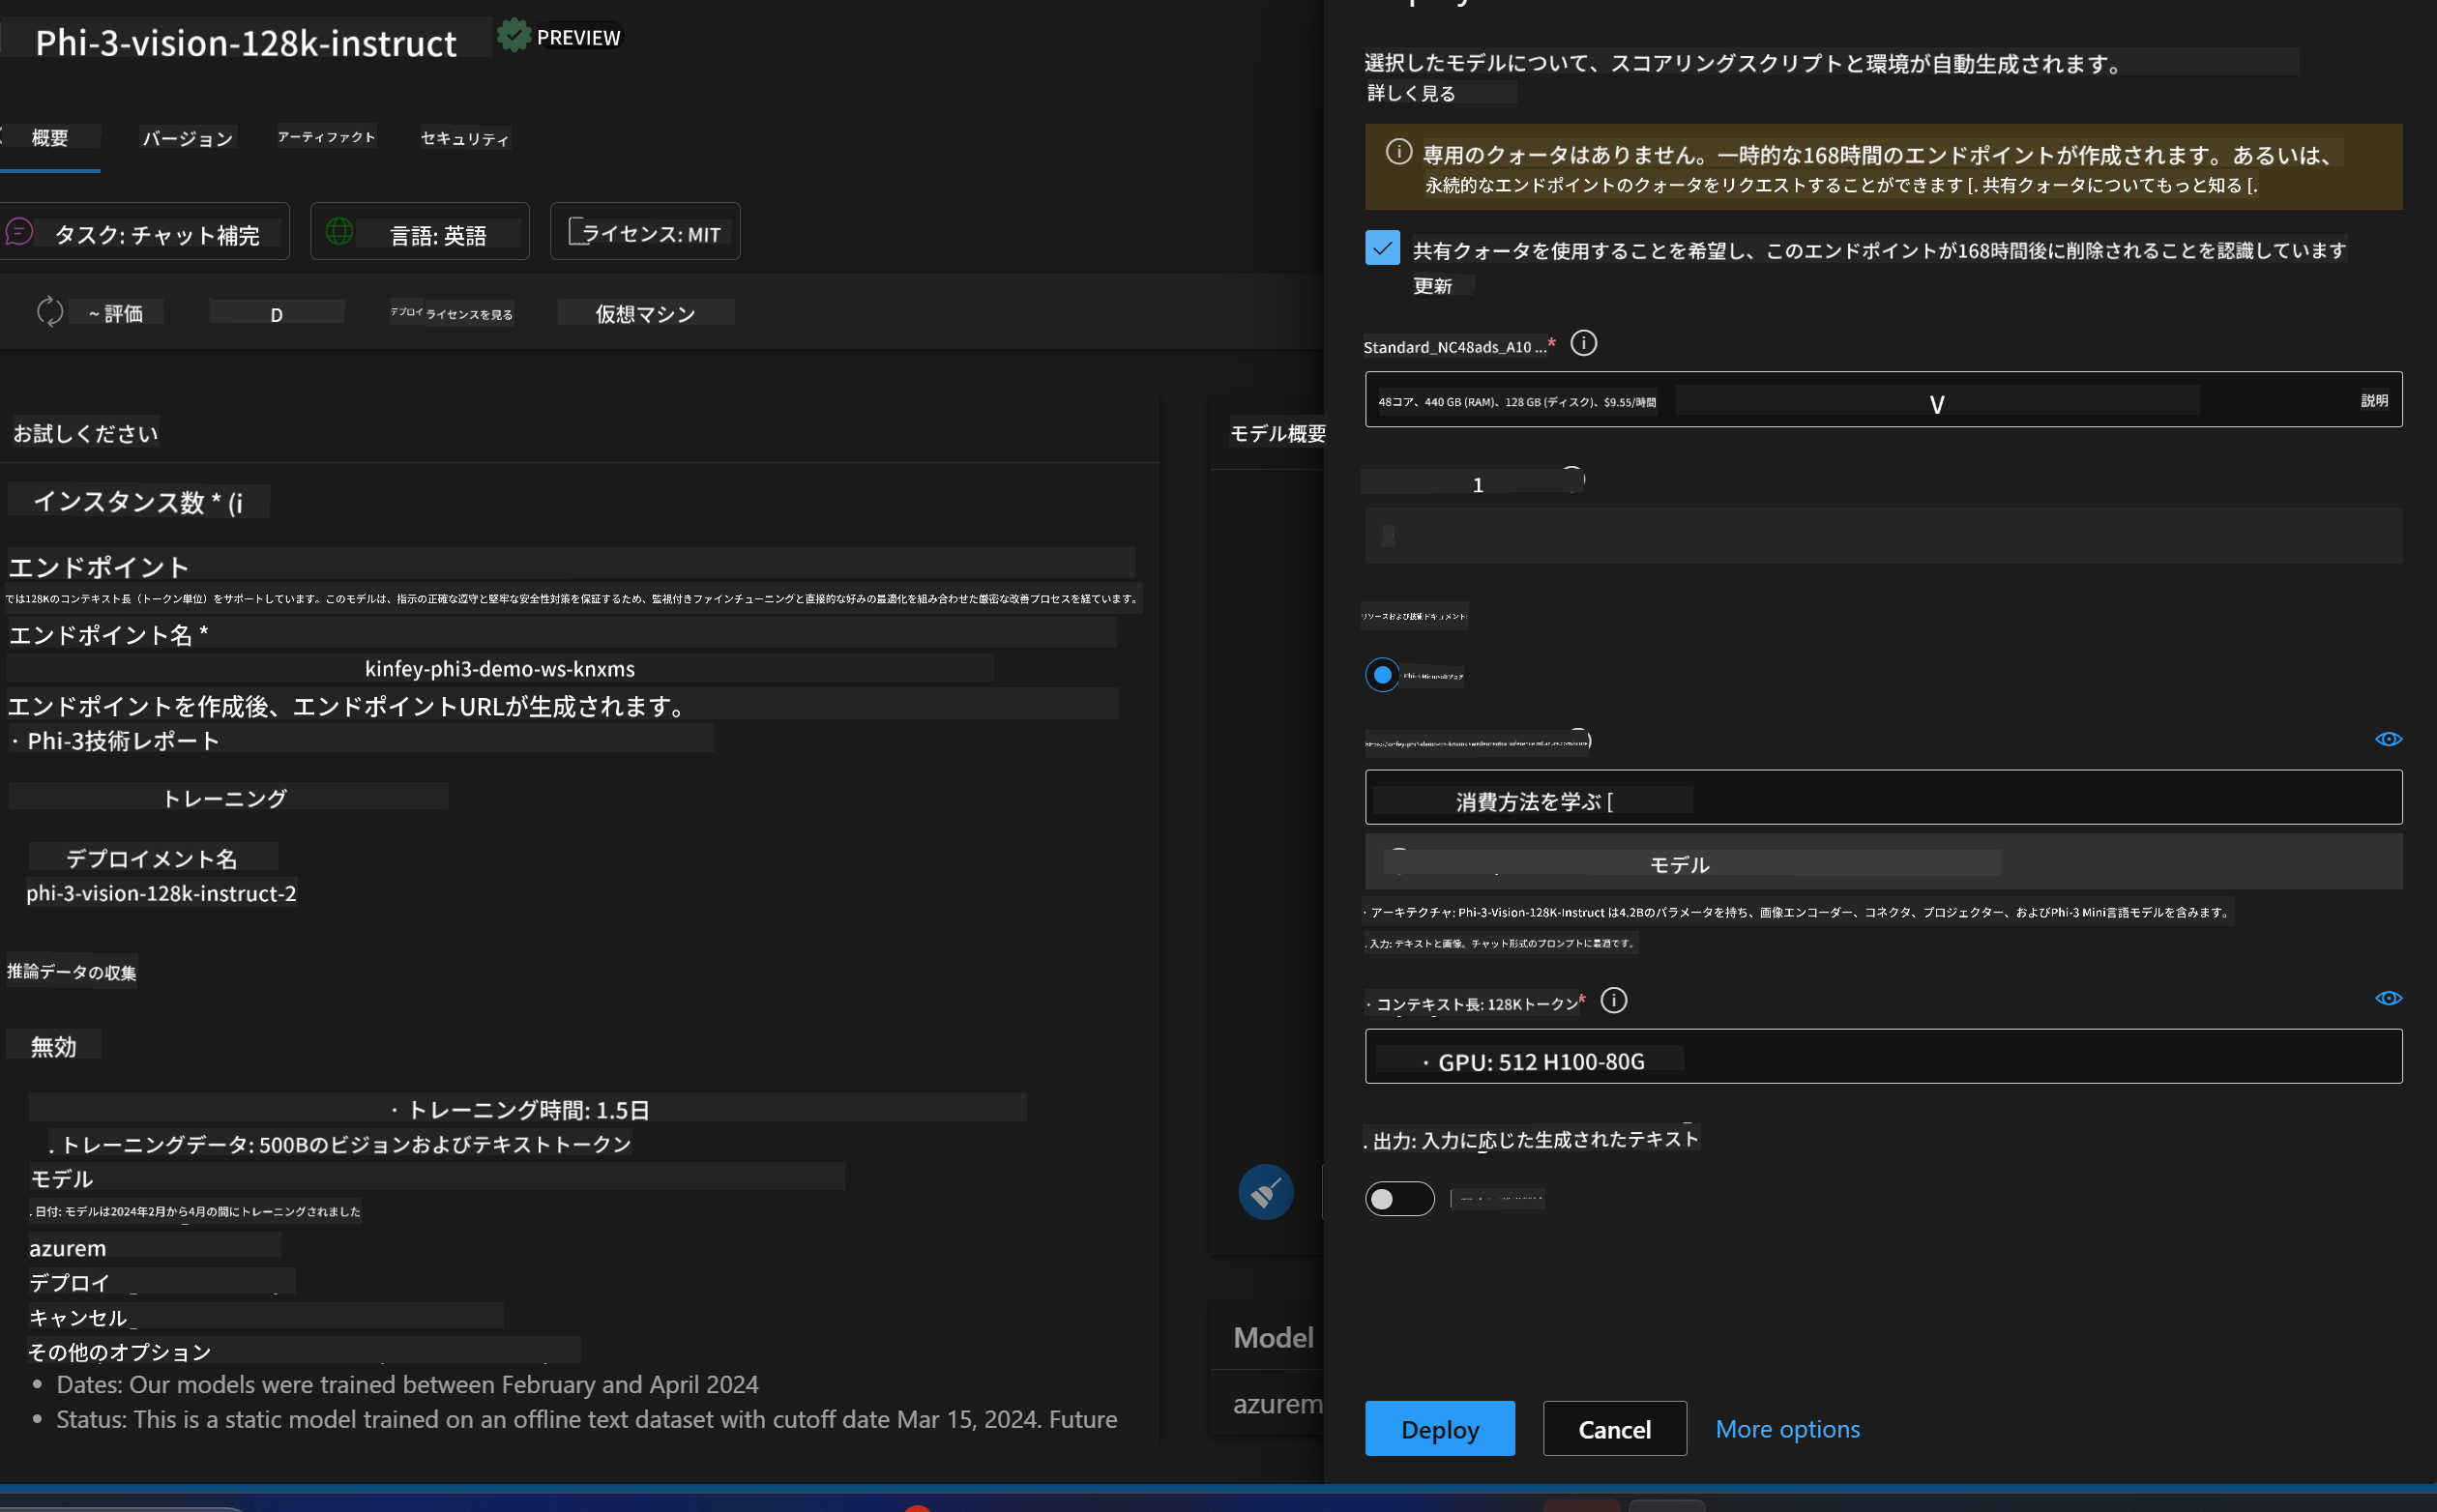 Phi-3-vision-128k-instruct
PREVIEW
概要
バージョン
アーティファクト
セキュリティ
タスク: チャット補完
言語: 英語
ライセンス: MIT
~ 評価
D
デプロイ
ライセンスを見る
仮想マシン
お試しください
インスタンス数 * (i
エンドポイント
では128Kのコンテキスト長（トークン単位）をサポートしています。このモデルは、指示の正確な遵守と堅牢な安全性対策を保証するため、監視付きファインチューニングと直接的な好みの最適化を組み合わせた厳密な改善プロセスを経ています。
エンドポイント名 *
kinfey-phi3-demo-ws-knxms
エンドポイントを作成後、エンドポイントURLが生成されます。
· Phi-3技術レポート
トレーニング
デプロイメント名
phi-3-vision-128k-instruct-2
推論データの収集
無効
· トレーニング時間: 1.5日
. トレーニングデータ: 500Bのビジョンおよびテキストトークン
モデル
. 日付: モデルは2024年2月から4月の間にトレーニングされました
azurem
デプロイ
キャンセル_
その他のオプション
• Dates: Our models were trained between February and April 2024
• Status: This is a static model trained on an offline text dataset with cutoff date Mar 15, 2024. Future
モデル概要
Model
azurem
選択したモデルについて、スコアリングスクリプトと環境が自動生成されます。
詳しく見る
専用のクォータはありません。一時的な168時間のエンドポイントが作成されます。あるいは、
永続的なエンドポイントのクォータをリクエストすることができます [. 共有クォータについてもっと知る [.
共有クォータを使用することを希望し、このエンドポイントが168時間後に削除されることを認識しています
更新
Standard_NC48ads_A10 ...*
48コア、440 GB (RAM)、128 GB (ディスク)、$9.55/時間
V
説明
1
リソースおよび技術ドキュメント:
消費方法を学ぶ [
モデル
· アーキテクチャ: Phi-3-Vision-128K-Instruct は4.2Bのパラメータを持ち、画像エンコーダー、コネクタ、プロジェクター、およびPhi-3 Mini言語モデルを含みます。
. 入力: テキストと画像。チャット形式のプロンプトに最適です。
· コンテキスト長: 128Kトークン*
· GPU: 512 H100-80G
. 出力: 入力に応じた生成されたテキスト
Deploy
Cancel
More options